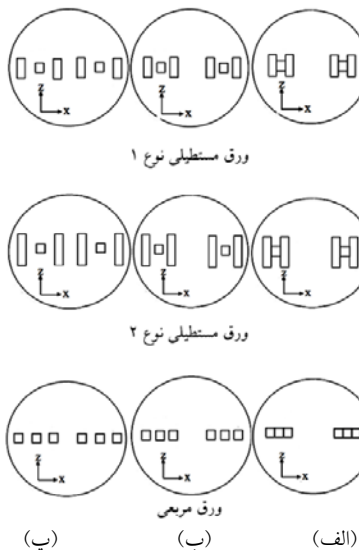 z x z x z x
ورق مستطیلی نوع ۱
z x z x z x
ورق مستطیلی نوع ۲
z x z x z x
ورق مربعی
(الف) (ب) (پ)